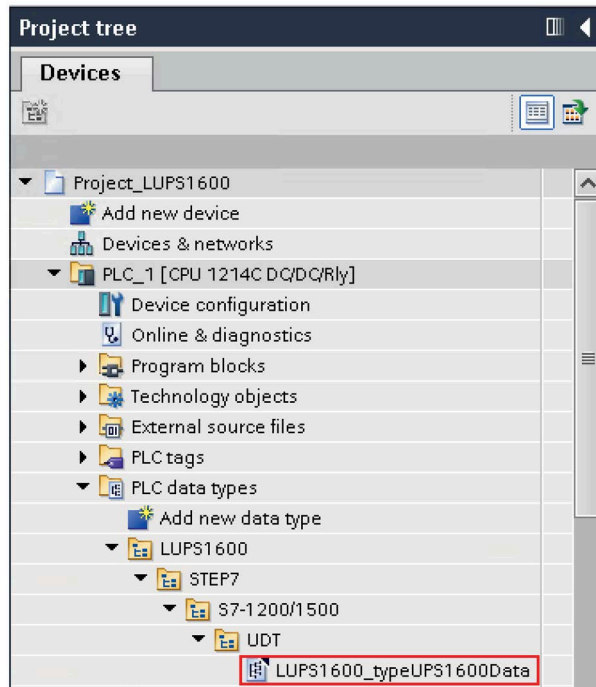 Project tree
Devices
Project_LUPS1600
Add new device
Devices & networks
PLC_1 [CPU 1214C DC/DC/Rly]
Device configuration
Online & diagnostics
Program blocks
Technology objects
External source files
PLC tags
PLC data types
Add new data type
LUPS1600
STEP7
S7-1200/1500
UDT
LUPS1600_typeUPS1600Data